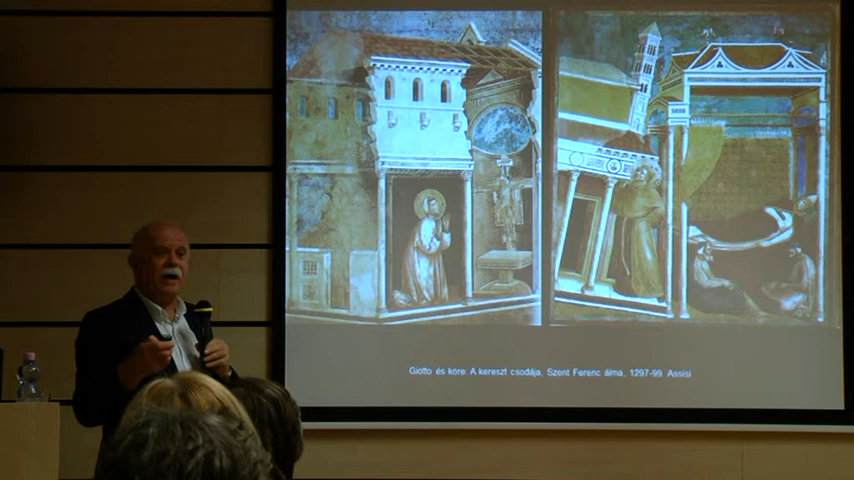 Giotto és köre: A kereszt csodája, Szent Ferenc álma, 1297-99. Assisi